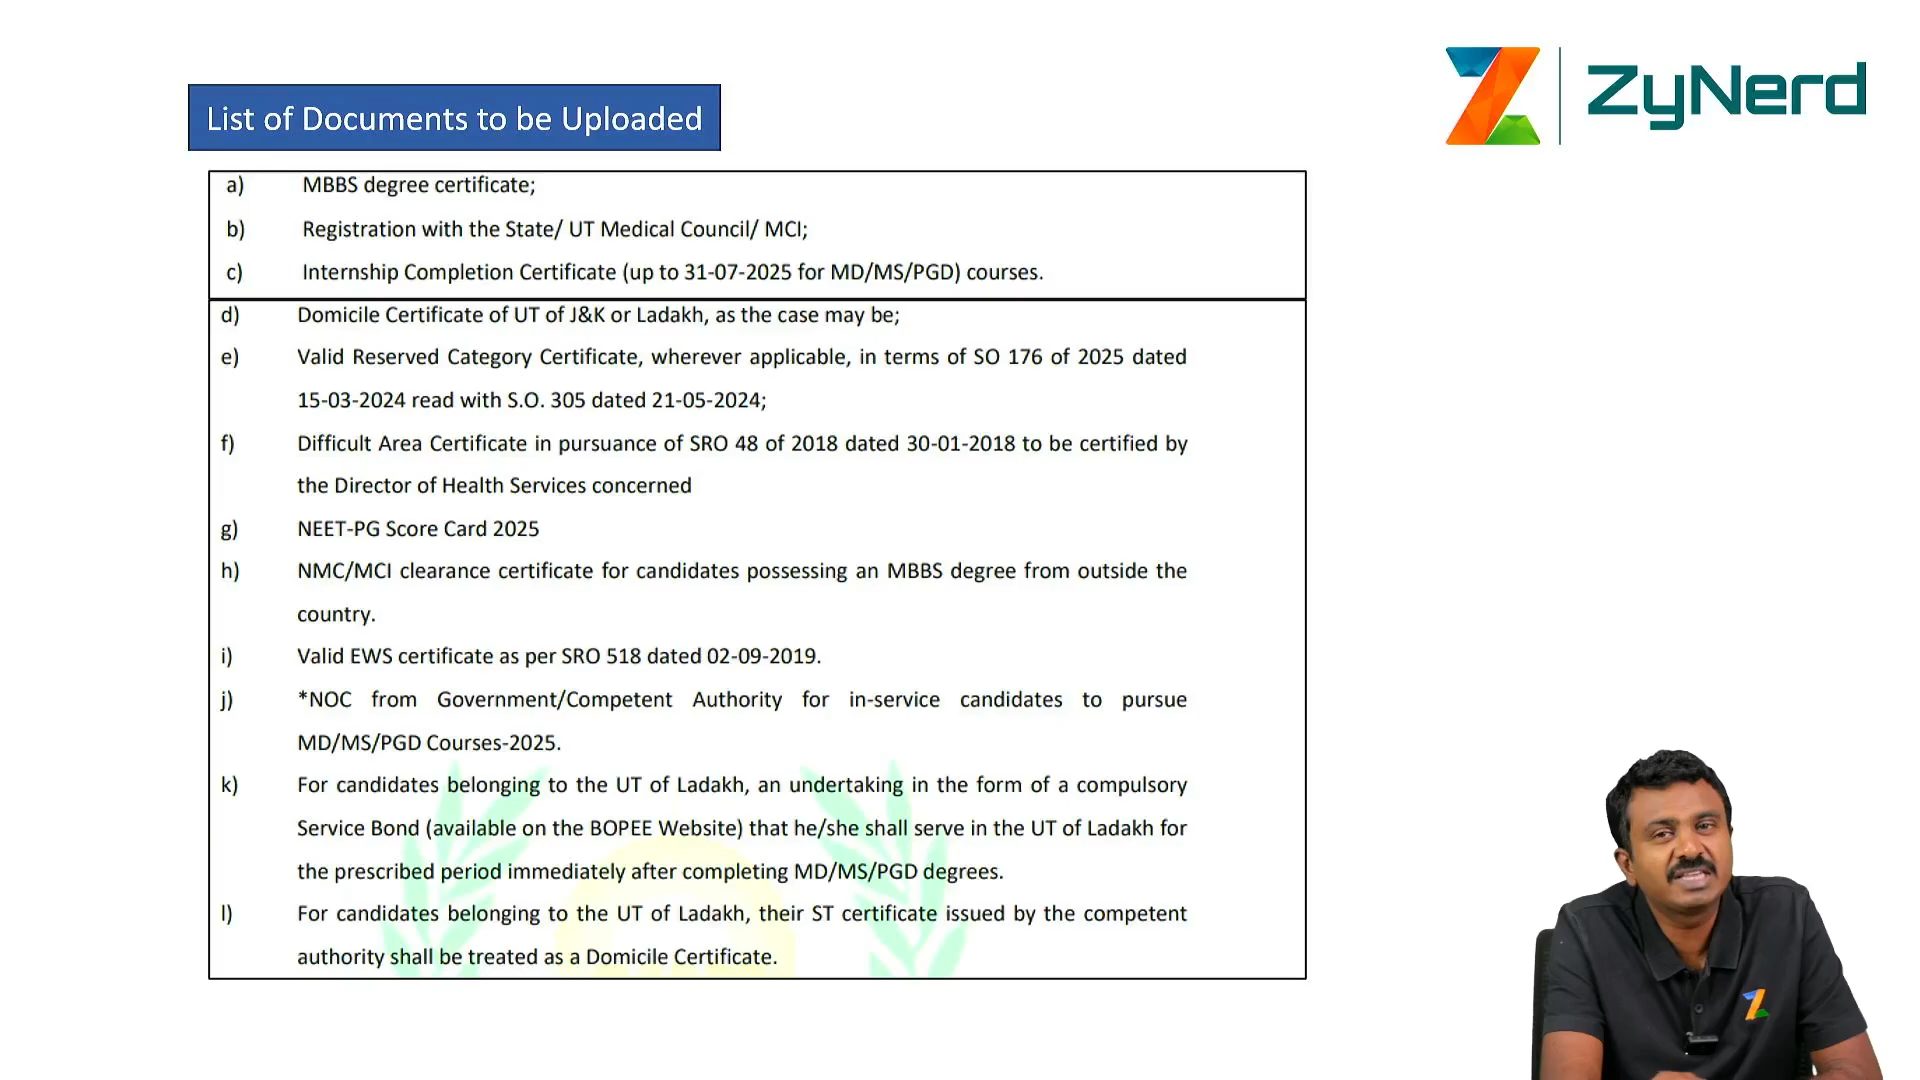 ZyNerd
List of Documents to be Uploaded
a) MBBS degree certificate;
b) Registration with the State/ UT Medical Council/ MCI;
c) Internship Completion Certificate (up to 31-07-2025 for MD/MS/PGD) courses.
d) Domicile Certificate of UT of J&K or Ladakh, as the case may be;
e) Valid Reserved Category Certificate, wherever applicable, in terms of SO 176 of 2025 dated
15-03-2024 read with S.O. 305 dated 21-05-2024;
f) Difficult Area Certificate in pursuance of SRO 48 of 2018 dated 30-01-2018 to be certified by
the Director of Health Services concerned
g) NEET-PG Score Card 2025
h) NMC/MCI clearance certificate for candidates possessing an MBBS degree from outside the
country.
i) Valid EWS certificate as per SRO 518 dated 02-09-2019.
j) *NOC from Government/Competent Authority for in-service candidates to pursue
MD/MS/PGD Courses-2025.
k) For candidates belonging to the UT of Ladakh, an undertaking in the form of a compulsory
Service Bond (available on the BOPEE Website) that he/she shall serve in the UT of Ladakh for
the prescribed period immediately after completing MD/MS/PGD degrees.
l) For candidates belonging to the UT of Ladakh, their ST certificate issued by the competent
authority shall be treated as a Domicile Certificate.